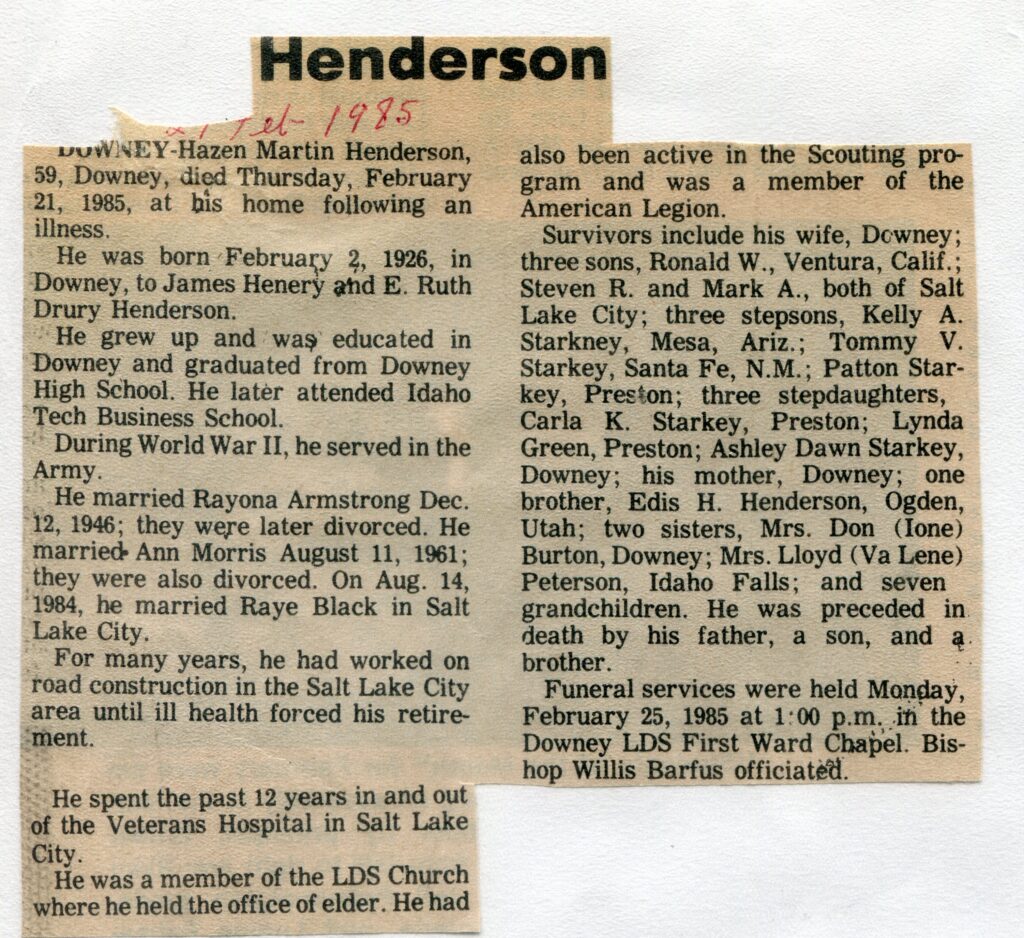 Henderson
21 Feb 1985
DOWNEY-Hazen Martin Henderson,
59, Downey, died Thursday, February
21, 1985, at his home following an
illness.
He was born February 2, 1926, in
Downey, to James Henery and E. Ruth
Drury Henderson.
He grew up and was educated in
Downey and graduated from Downey
High School. He later attended Idaho
Tech Business School.
During World War II, he served in the
Army.
He married Rayona Armstrong Dec.
12, 1946; they were later divorced. He
married Ann Morris August 11, 1961;
they were also divorced. On Aug. 14,
1984, he married Raye Black in Salt
Lake City.
For many years, he had worked on
road construction in the Salt Lake City
area until ill health forced his retire-
ment.
He spent the past 12 years in and out
of the Veterans Hospital in Salt Lake
City.
He was a member of the LDS Church
where he held the office of elder. He had
also been active in the Scouting pro-
gram and was a member of the
American Legion.
Survivors include his wife, Downey;
three sons, Ronald W., Ventura, Calif.;
Steven R. and Mark A., both of Salt
Lake City; three stepsons, Kelly A.
Starkney, Mesa, Ariz.; Tommy V.
Starkey, Santa Fe, N.M.; Patton Star-
key, Preston; three stepdaughters,
Carla K. Starkey, Preston; Lynda
Green, Preston; Ashley Dawn Starkey,
Downey; his mother, Downey; one
brother, Edis H. Henderson, Ogden,
Utah; two sisters, Mrs. Don (Ione)
Burton, Downey; Mrs. Lloyd (Va Lene)
Peterson, Idaho Falls; and seven
grandchildren. He was preceded in
death by his father, a son, and a
brother.
Funeral services were held Monday,
February 25, 1985 at 1:00 p.m. in the
Downey LDS First Ward Chapel. Bis-
hop Willis Barfus officiated.